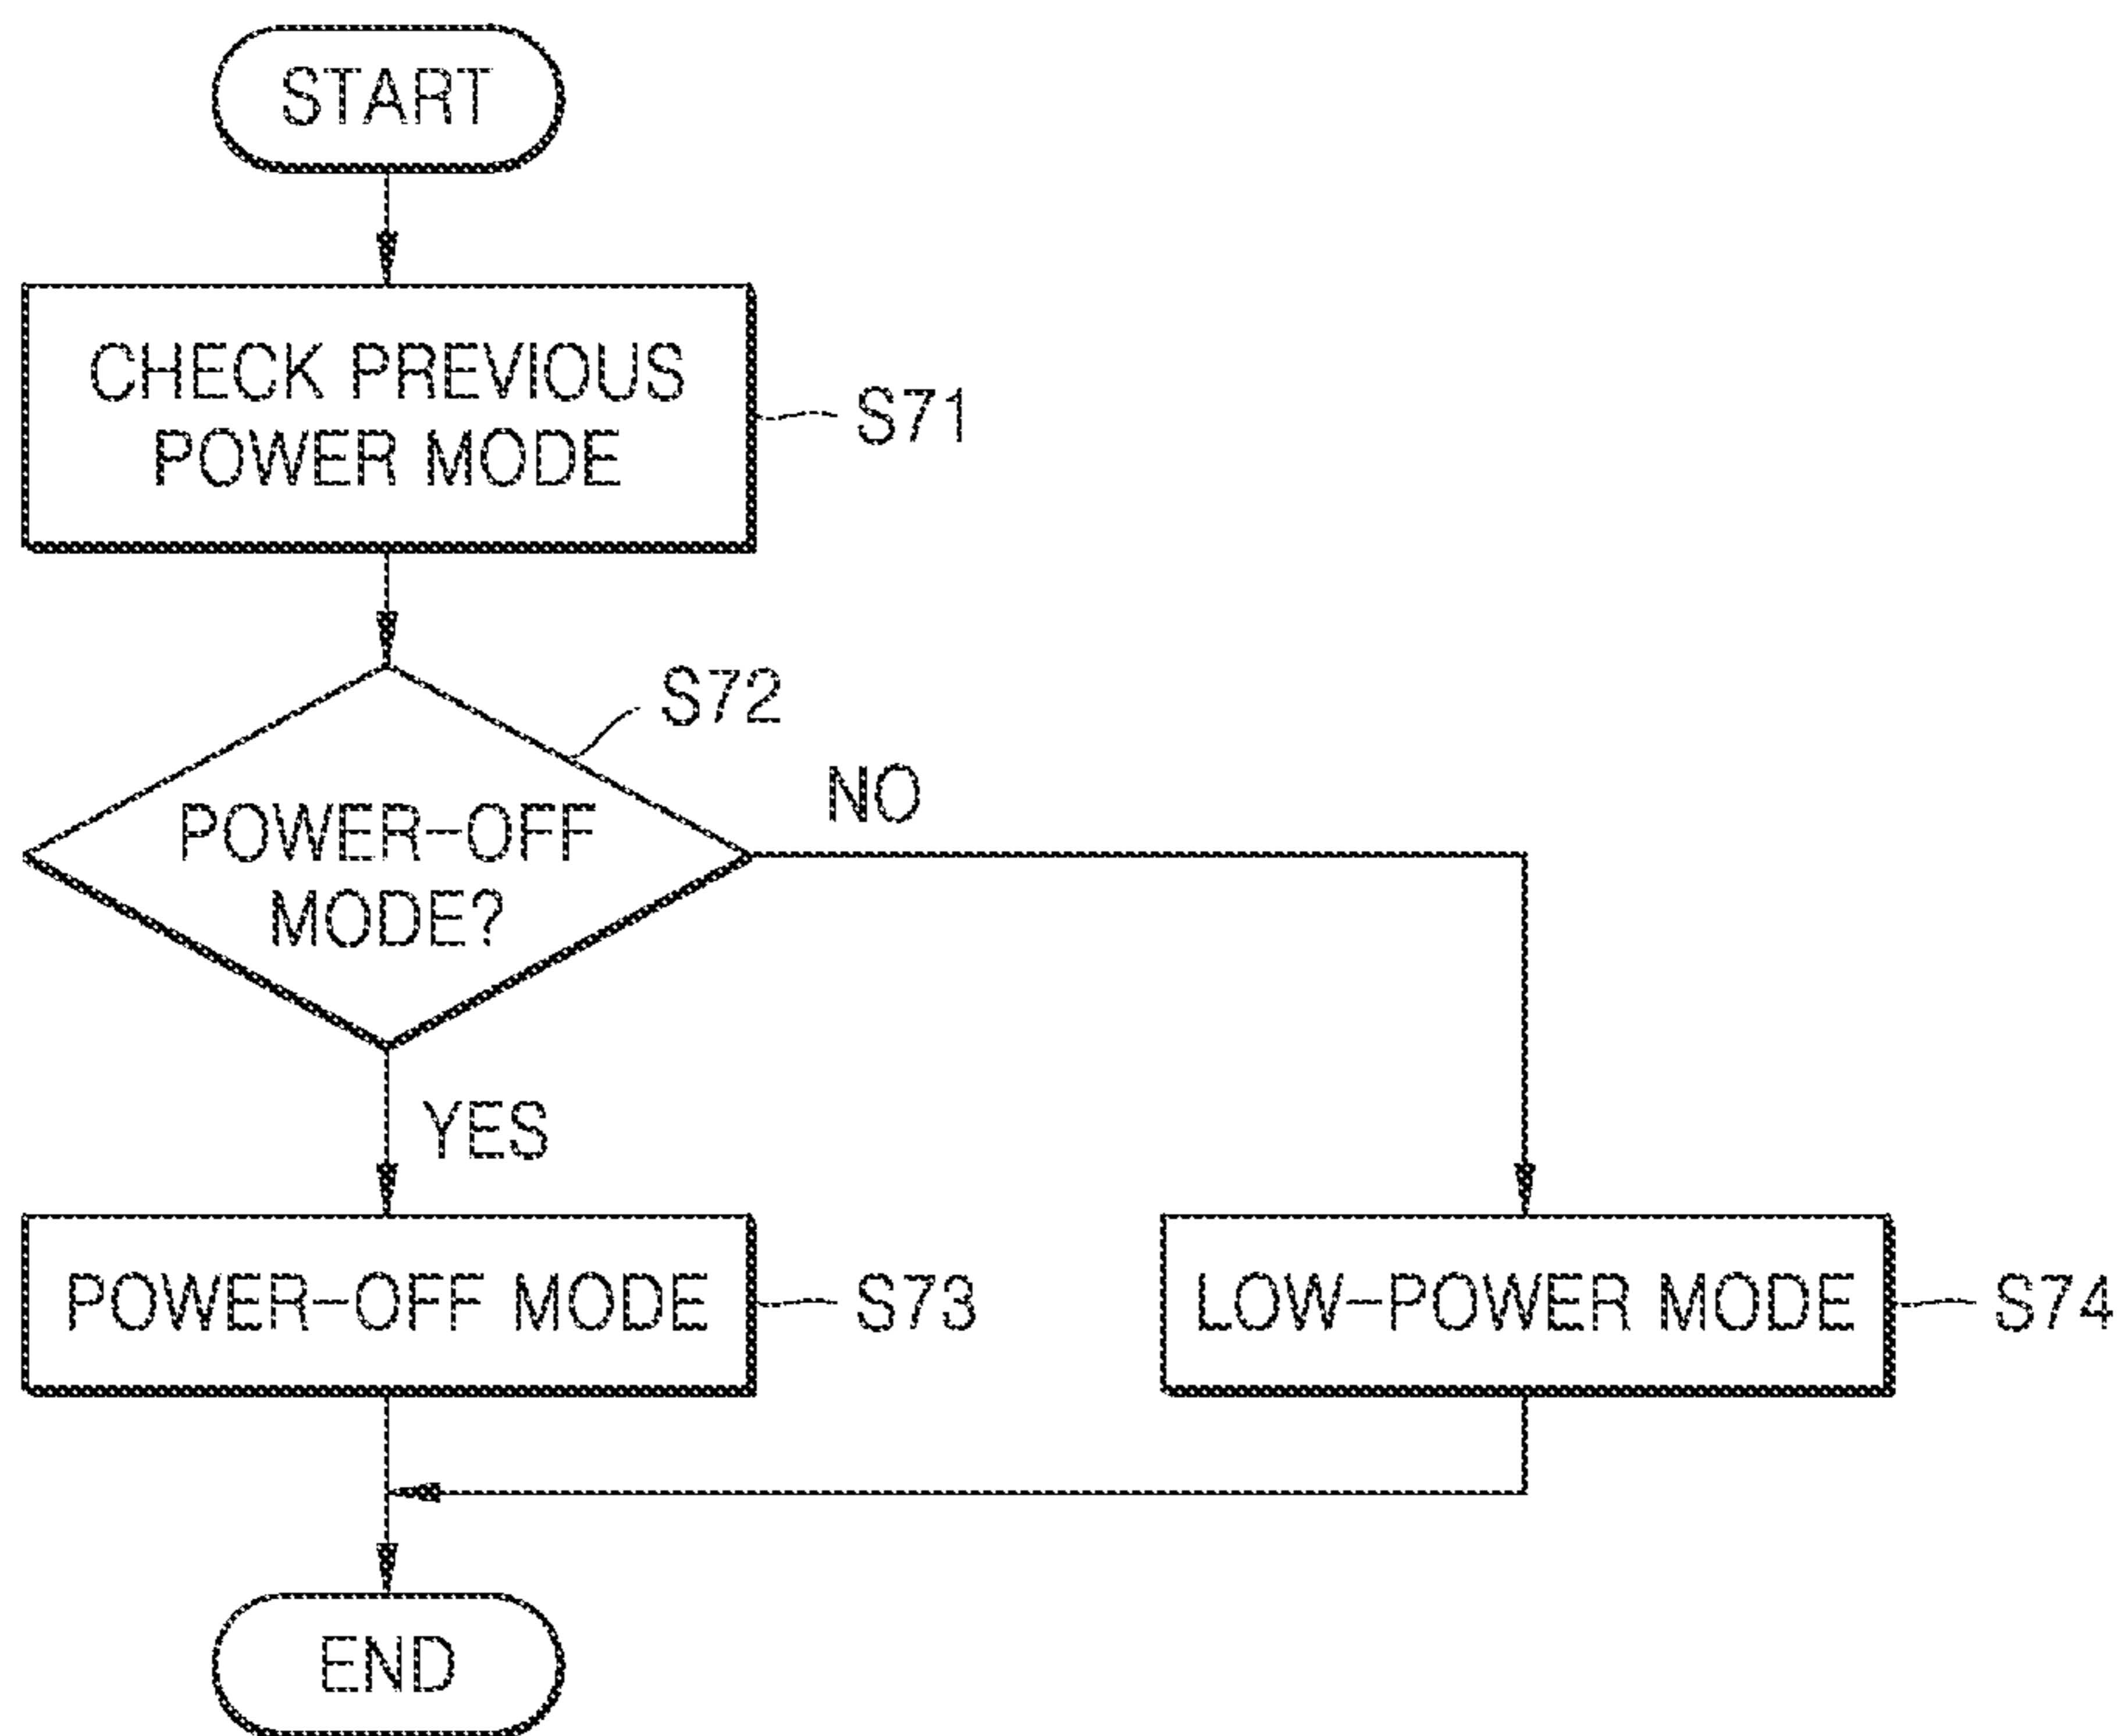 START
CHECK PREVIOUS
POWER MODE
S71
S72
POWER-OFF
MODE?
NO
YES
POWER-OFF MODE
S73
LOW-POWER MODE
S74
END